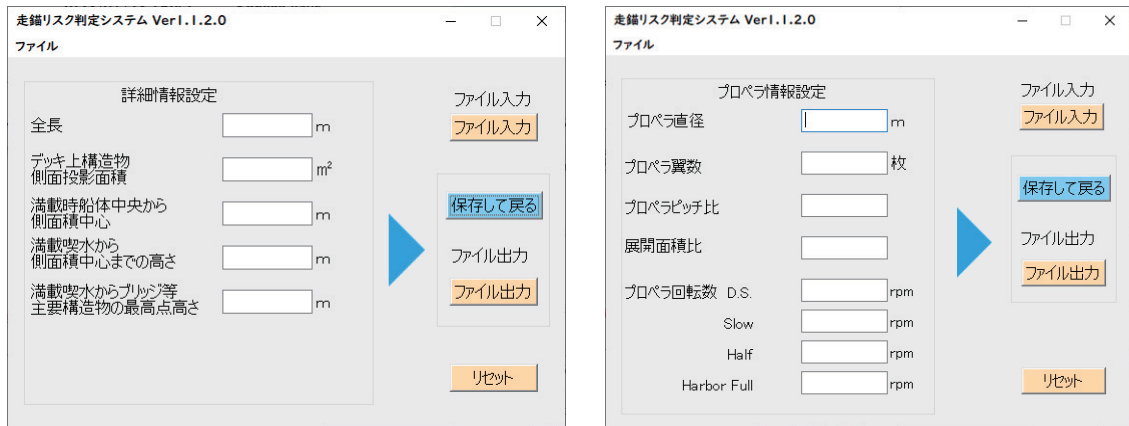 走錨リスク判定システム Ver1.1.2.0
ファイル
詳細情報設定
全長
m
デッキ上構造物
側面投影面積
m²
満載時船体中央から
側面積中心
m
満載喫水から
側面積中心までの高さ
m
満載喫水からブリッジ等
主要構造物の最高点高さ
m
ファイル入力
ファイル入力
保存して戻る
ファイル出力
ファイル出力
リセット
走錨リスク判定システム Ver1.1.2.0
ファイル
プロペラ情報設定
プロペラ直径
m
プロペラ翼数
枚
プロペラピッチ比
展開面積比
プロペラ回転数 D.S.
rpm
Slow
rpm
Half
rpm
Harbor Full
rpm
ファイル入力
ファイル入力
保存して戻る
ファイル出力
ファイル出力
リセット